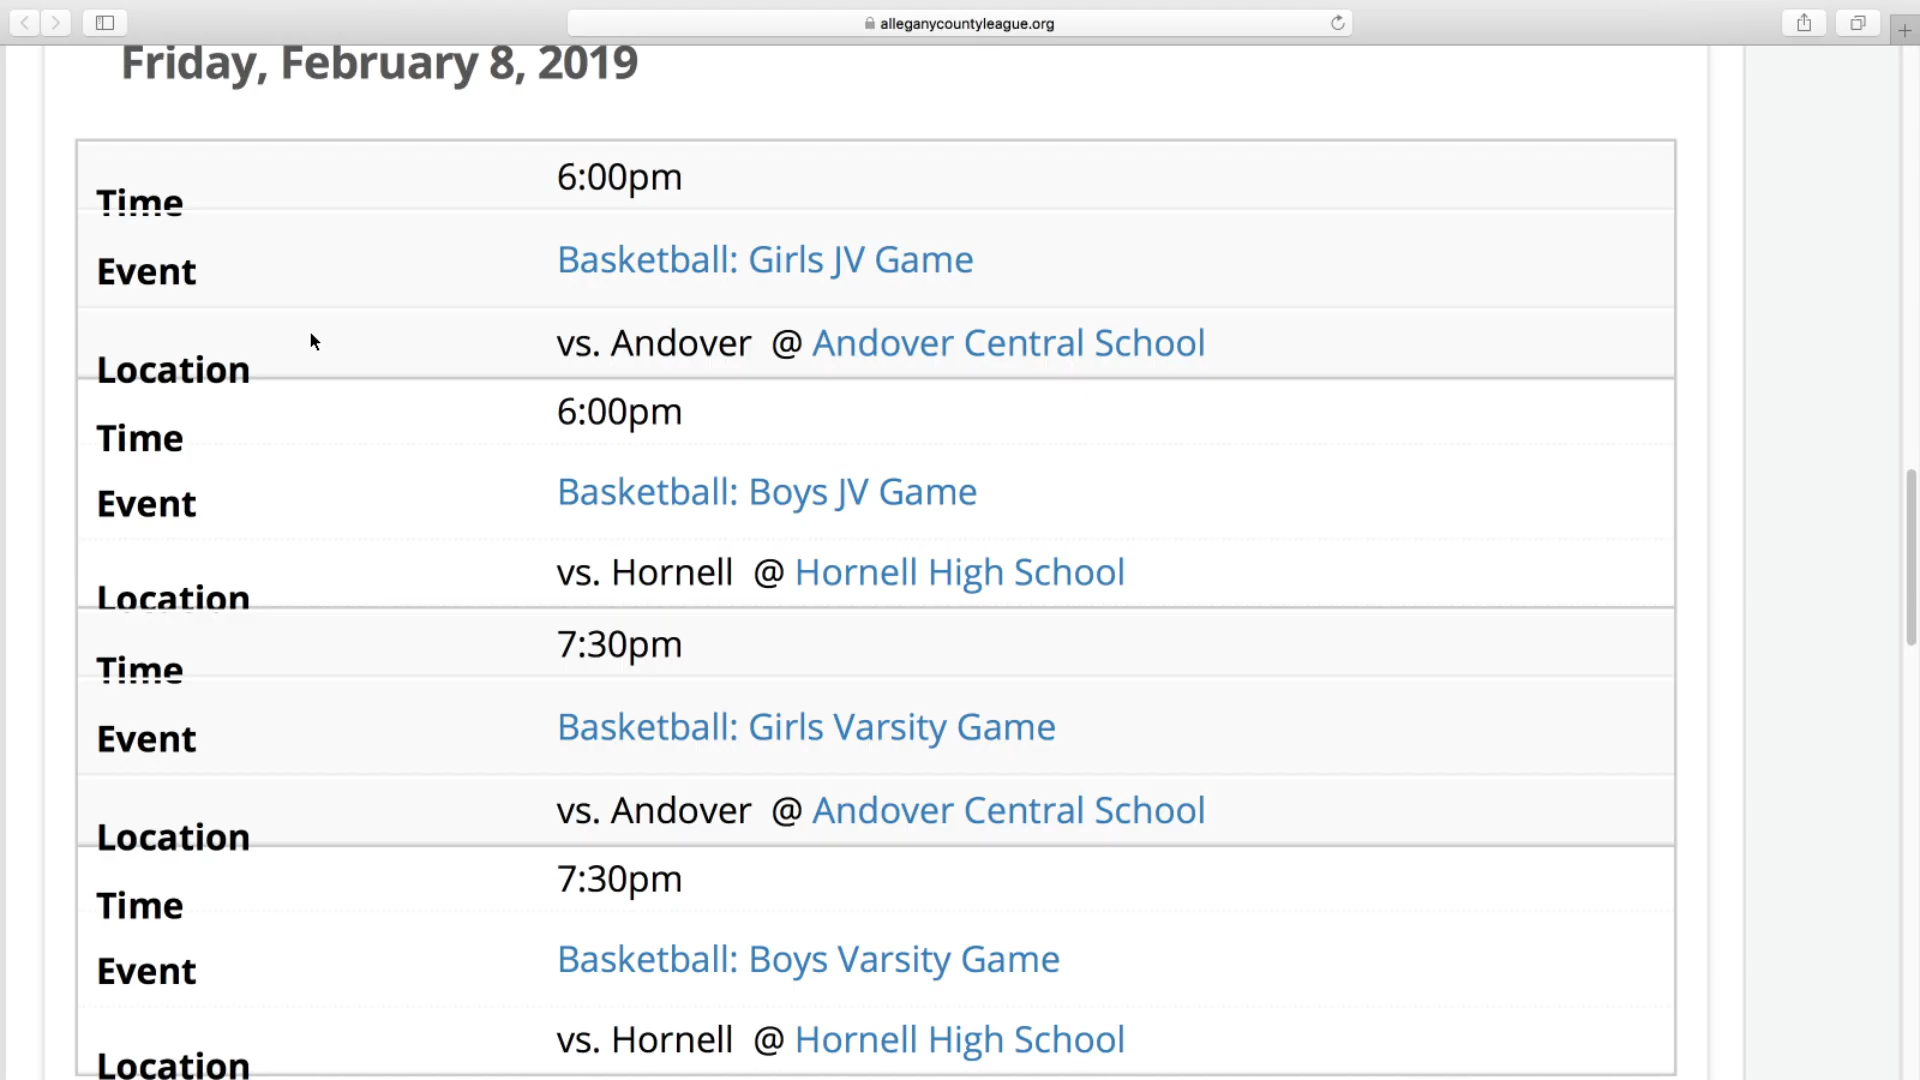 alleganycountyleague.org
Friday, February 8, 2019
Time 6:00pm
Event Basketball: Girls JV Game
Location vs. Andover @ Andover Central School
Time 6:00pm
Event Basketball: Boys JV Game
Location vs. Hornell @ Hornell High School
Time 7:30pm
Event Basketball: Girls Varsity Game
Location vs. Andover @ Andover Central School
Time 7:30pm
Event Basketball: Boys Varsity Game
Location vs. Hornell @ Hornell High School